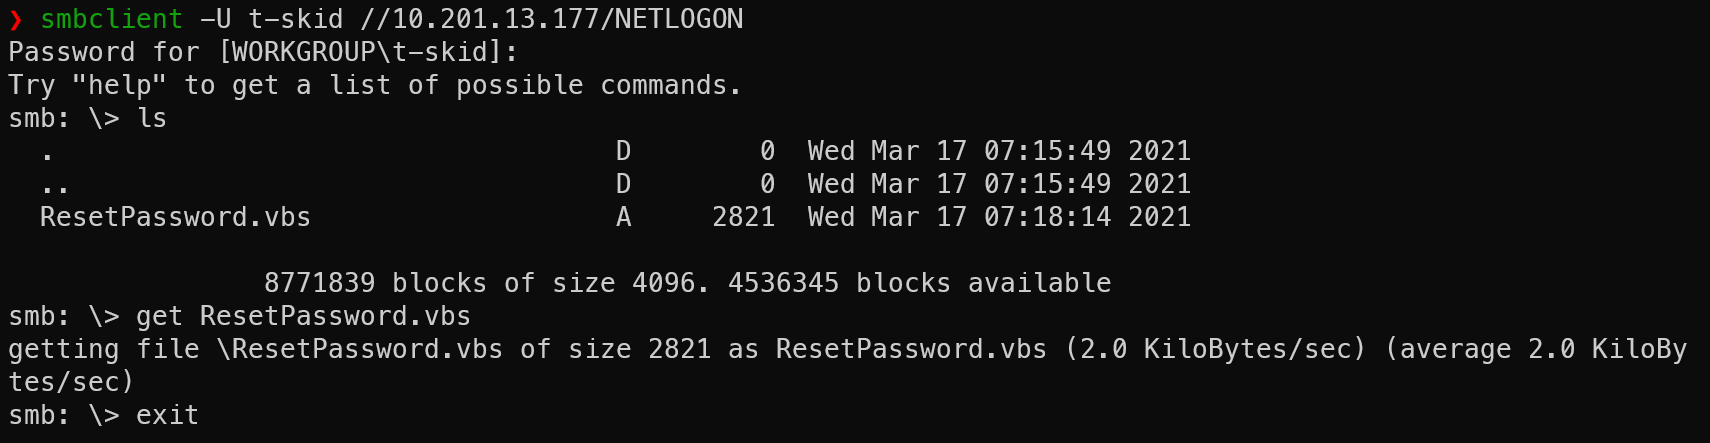 ❯ smbclient -U t-skid //10.201.13.177/NETLOGON
Password for [WORKGROUP\t-skid]:
Try "help" to get a list of possible commands.
smb: \> ls
  .                                   D        0  Wed Mar 17 07:15:49 2021
  ..                                  D        0  Wed Mar 17 07:15:49 2021
  ResetPassword.vbs                   A     2821  Wed Mar 17 07:18:14 2021

                8771839 blocks of size 4096. 4536345 blocks available
smb: \> get ResetPassword.vbs
getting file \ResetPassword.vbs of size 2821 as ResetPassword.vbs (2.0 KiloBytes/sec) (average 2.0 KiloBy
tes/sec)
smb: \> exit